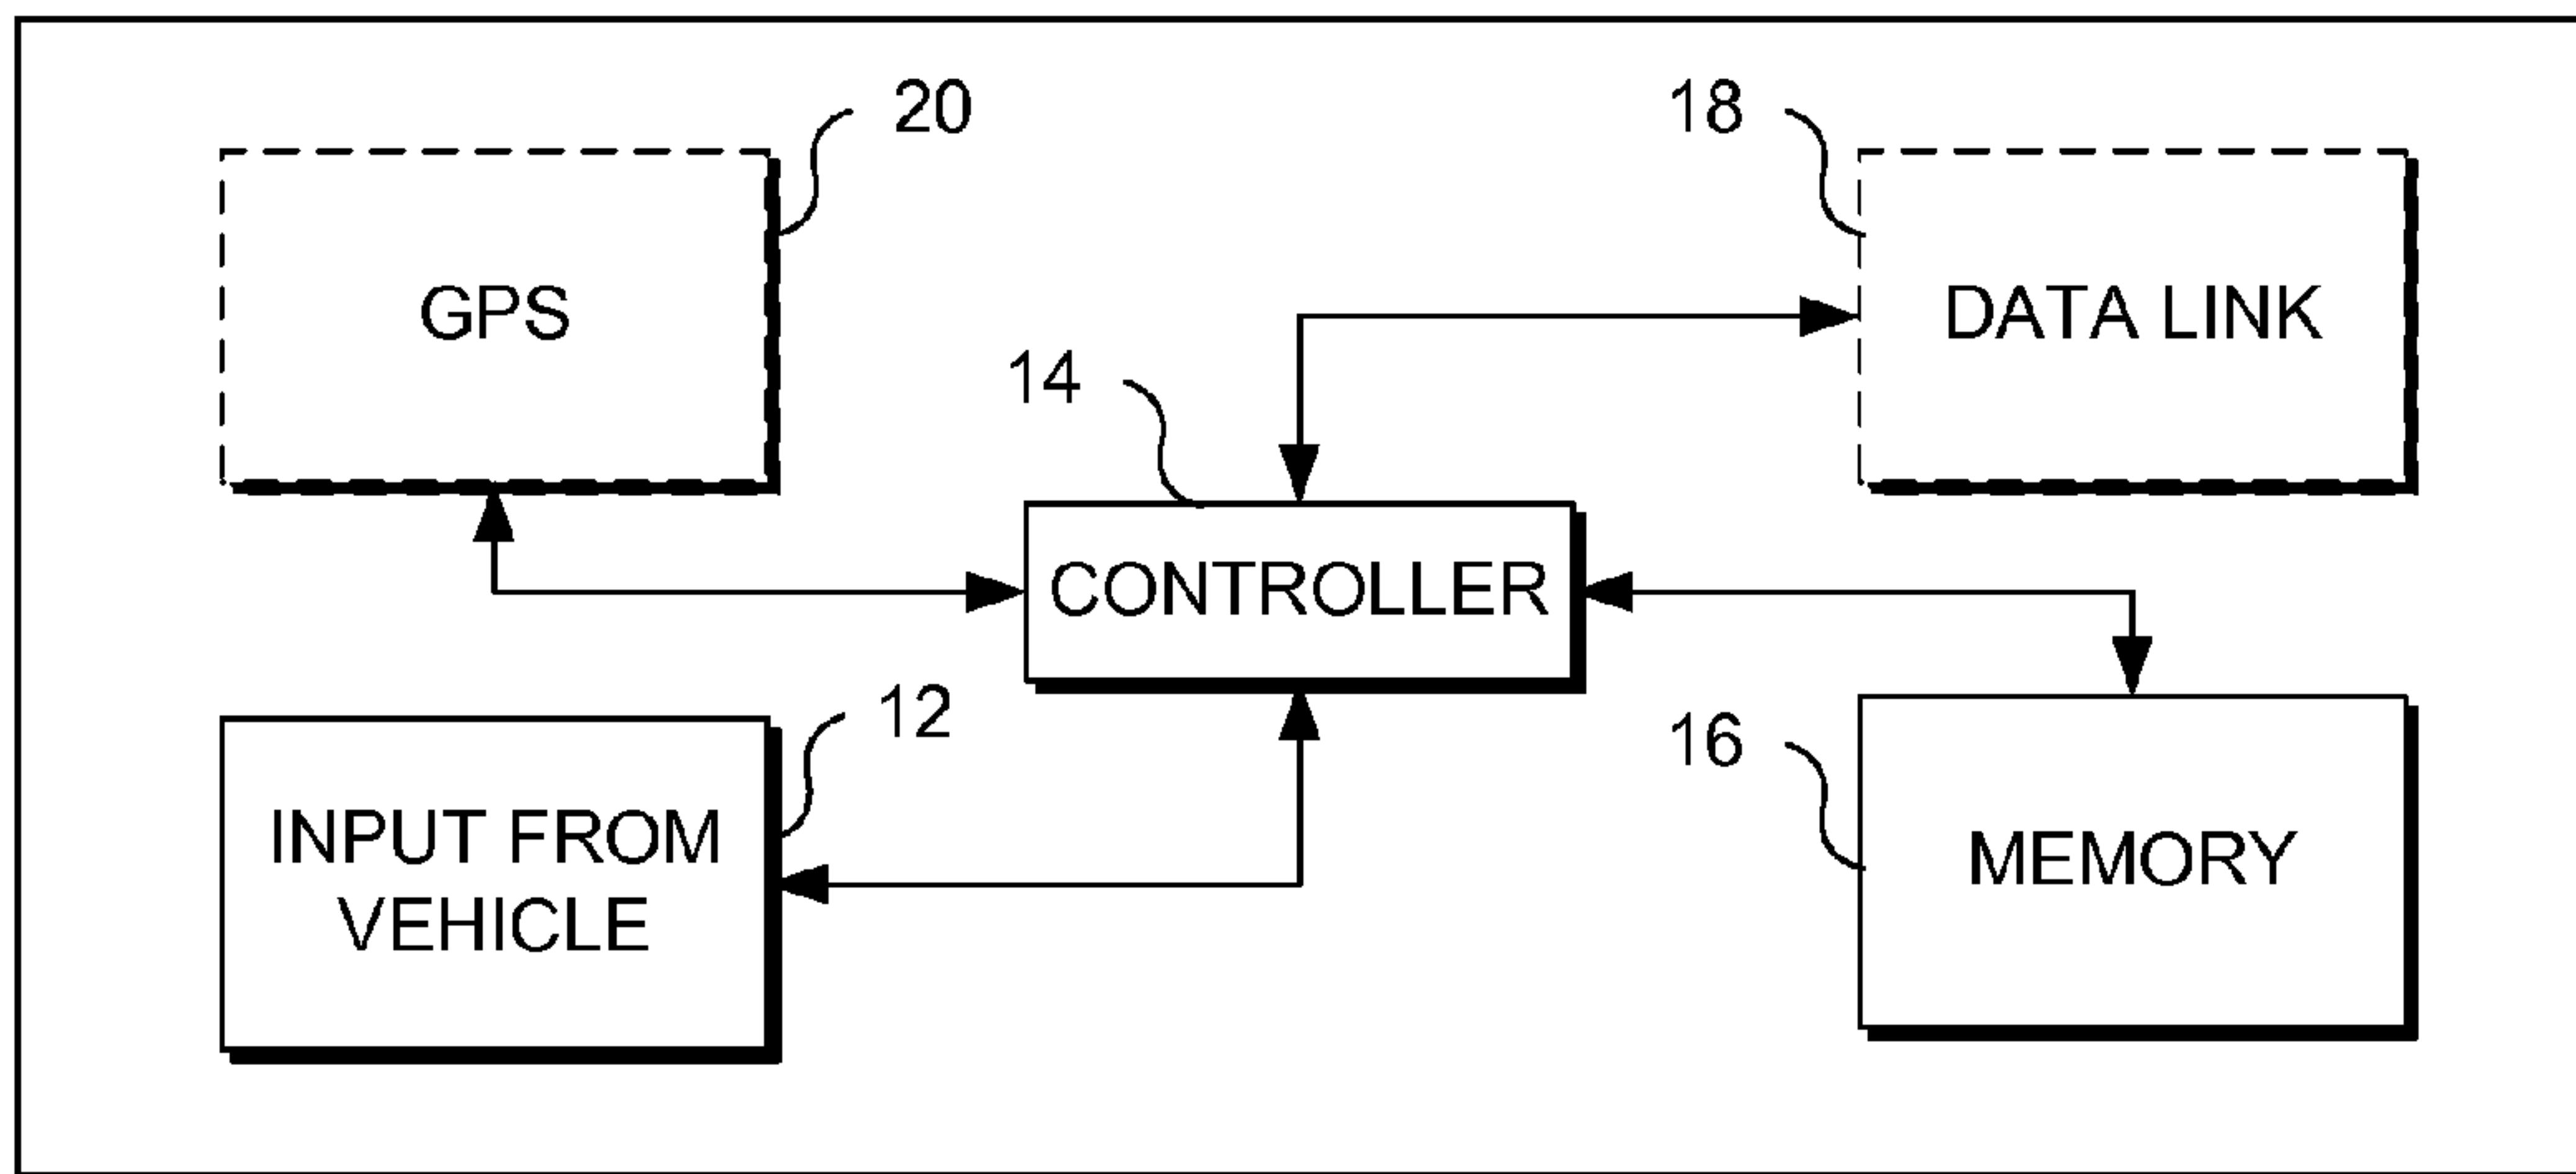 20
18
GPS
DATA LINK
14
CONTROLLER
12
16
INPUT FROM
VEHICLE
MEMORY